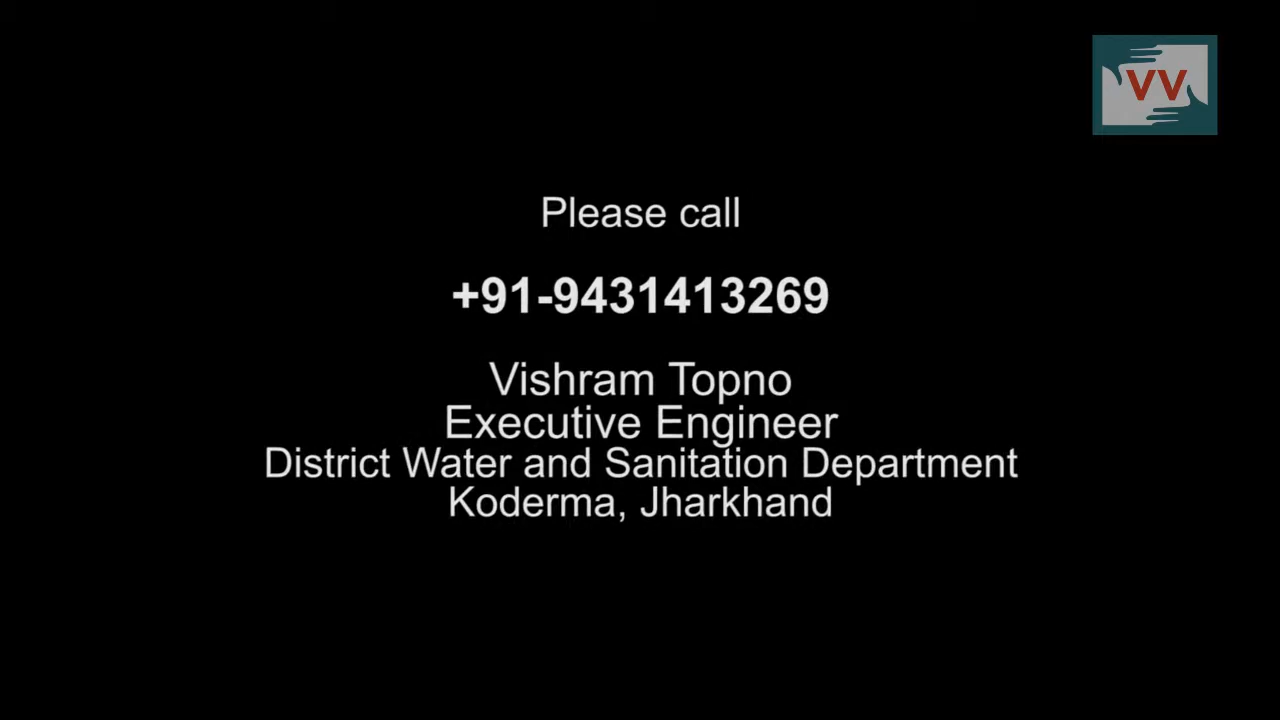 VV
Please call
+91-9431413269
Vishram Topno
Executive Engineer
District Water and Sanitation Department
Koderma, Jharkhand